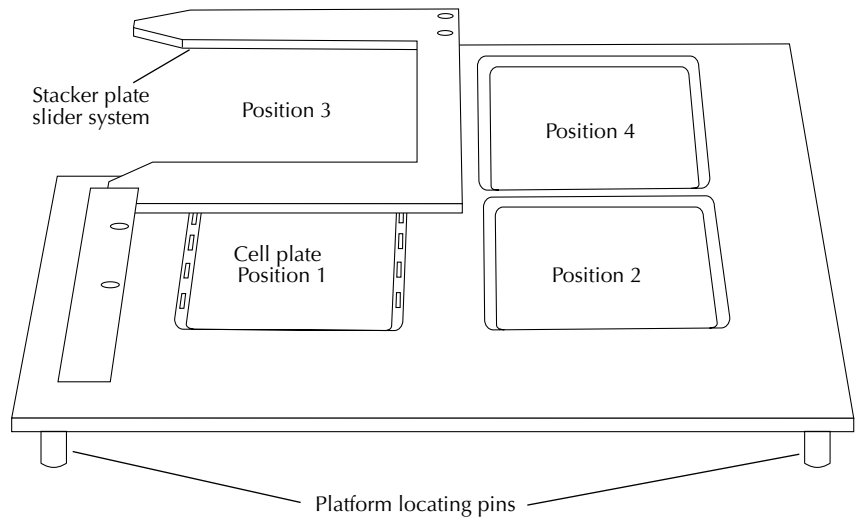 Stacker plate
slider system
Position 3
Position 4
Cell plate
Position 1
Position 2
Platform locating pins